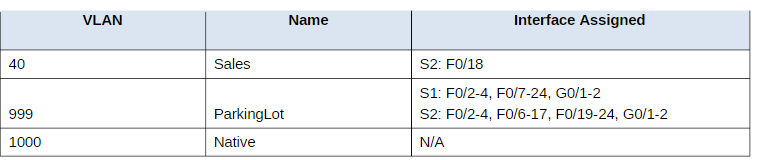 VLAN Name Interface Assigned
40 Sales S2: F0/18
S1: F0/2-4, F0/7-24, G0/1-2
999 ParkingLot S2: F0/2-4, F0/6-17, F0/19-24, G0/1-2
1000 Native N/A